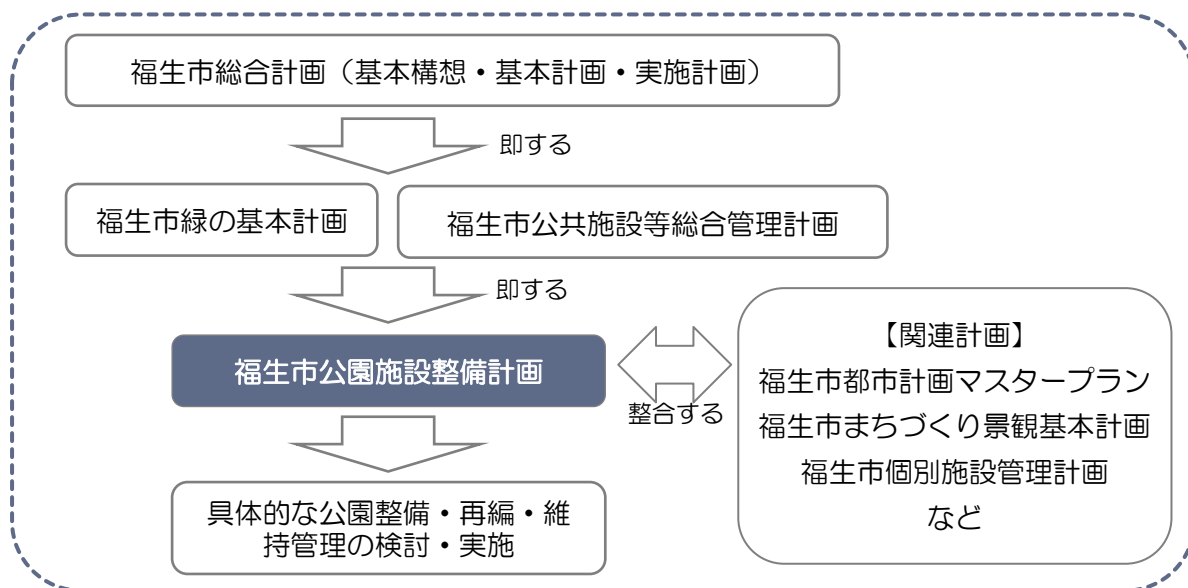 福生市総合計画（基本構想・基本計画・実施計画）
即する
福生市緑の基本計画
福生市公共施設等総合管理計画
即する
福生市公園施設整備計画
整合する
【関連計画】
福生市都市計画マスタープラン
福生市まちづくり景観基本計画
福生市個別施設管理計画
など
具体的な公園整備・再編・維
持管理の検討・実施